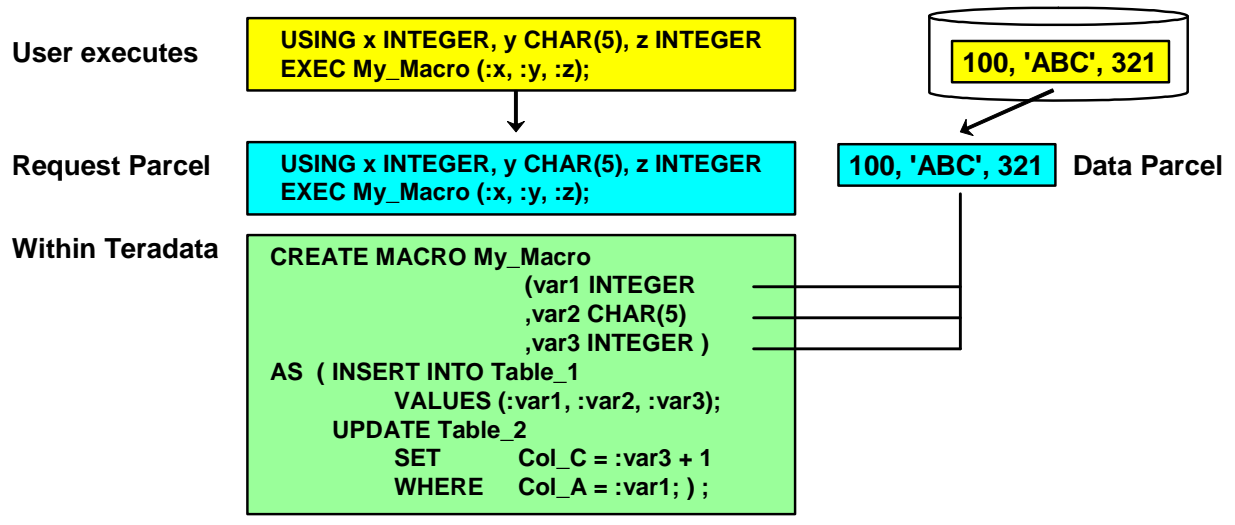 User executes
USING x INTEGER, y CHAR(5), z INTEGER
EXEC My_Macro (:x, :y, :z);
100, 'ABC', 321
Request Parcel
USING x INTEGER, y CHAR(5), z INTEGER
EXEC My_Macro (:x, :y, :z);
100, 'ABC', 321
Data Parcel
Within Teradata
CREATE MACRO My_Macro
(var1 INTEGER
,var2 CHAR(5)
,var3 INTEGER )
AS ( INSERT INTO Table_1
VALUES (:var1, :var2, :var3);
UPDATE Table_2
SET Col_C = :var3 + 1
WHERE Col_A = :var1; ) ;